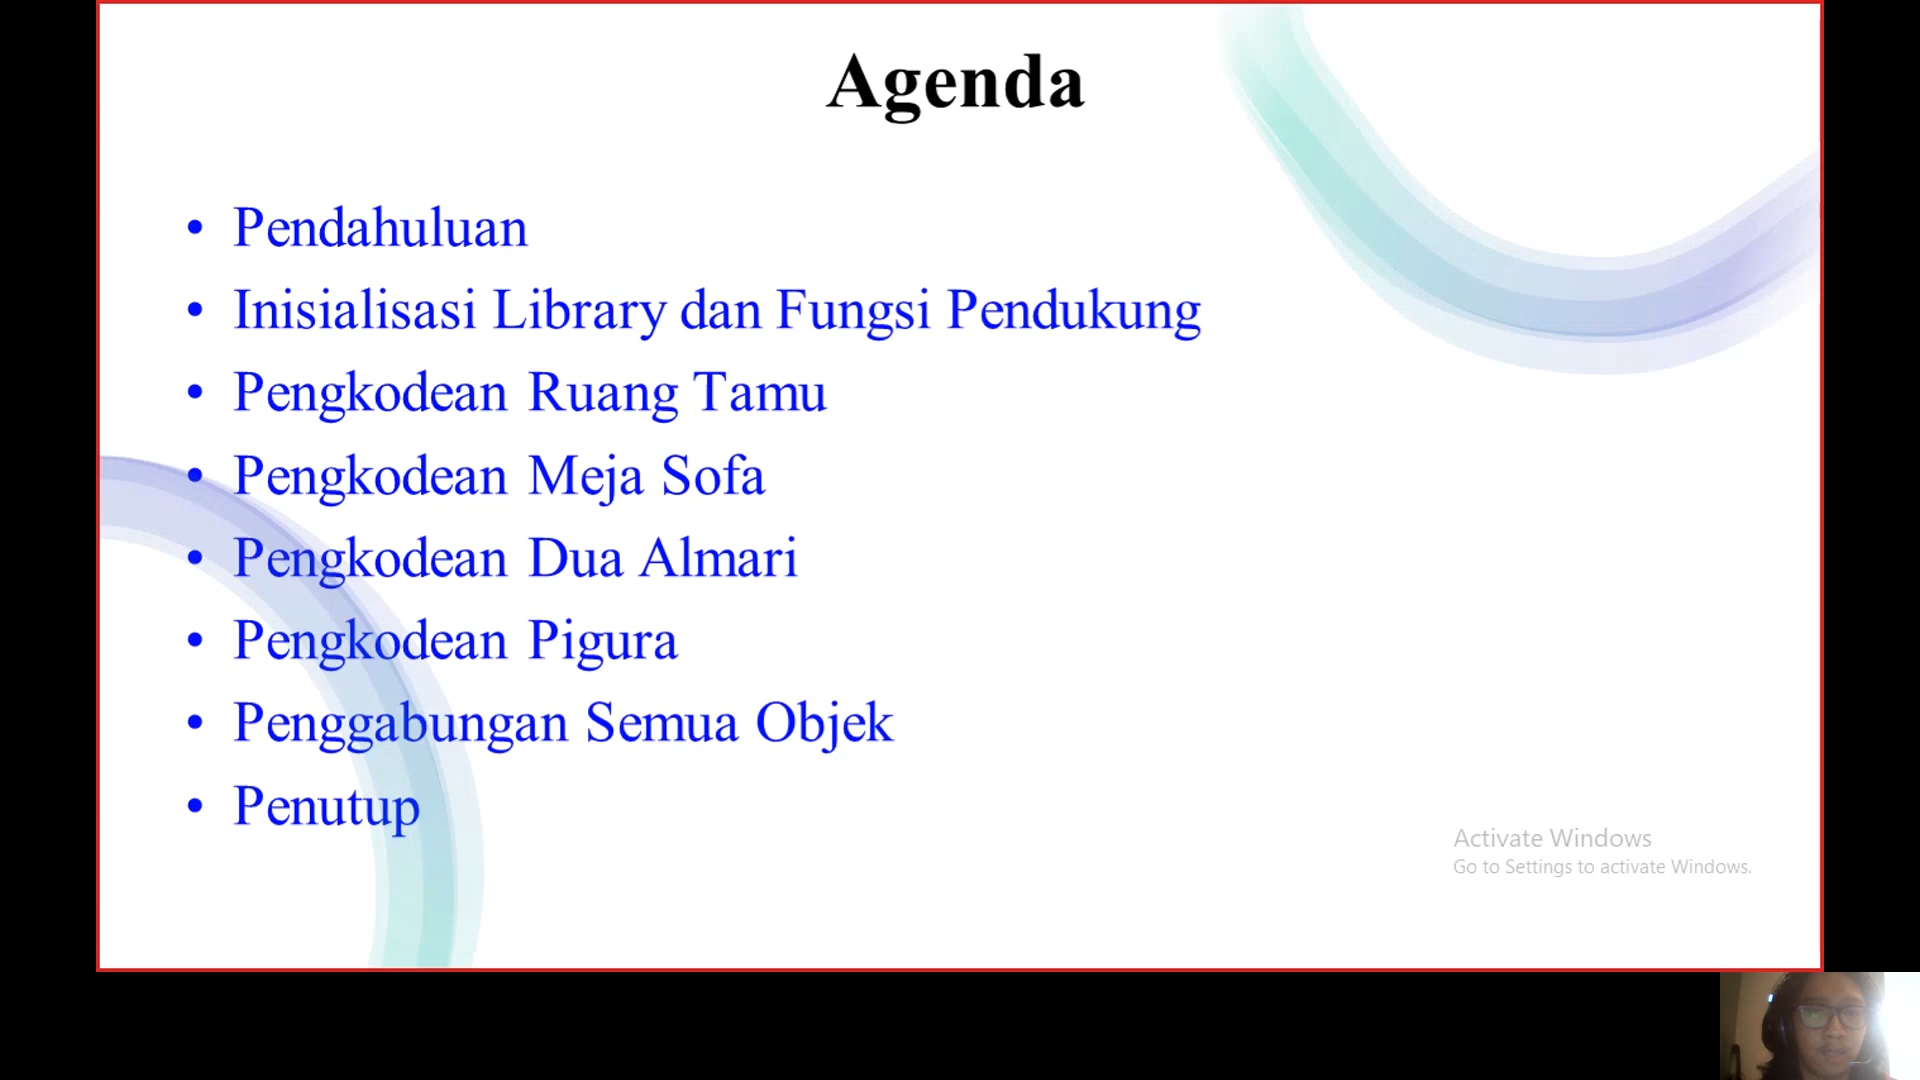 Agenda
• Pendahuluan
• Inisialisasi Library dan Fungsi Pendukung
• Pengkodean Ruang Tamu
• Pengkodean Meja Sofa
• Pengkodean Dua Almari
• Pengkodean Pigura
• Penggabungan Semua Objek
• Penutup
Activate Windows
Go to Settings to activate Windows.